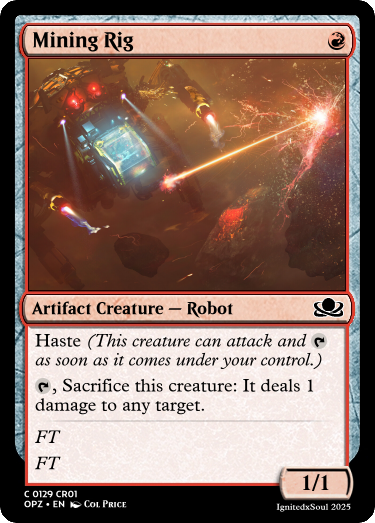 Mining Rig
Artifact Creature — Robot
Haste (This creature can attack and
as soon as it comes under your control.)
, Sacrifice this creature: It deals 1
damage to any target.
FT
FT
1/1
C 0129 CR01
OPZ • EN Col Price
IgnitedxSoul 2025